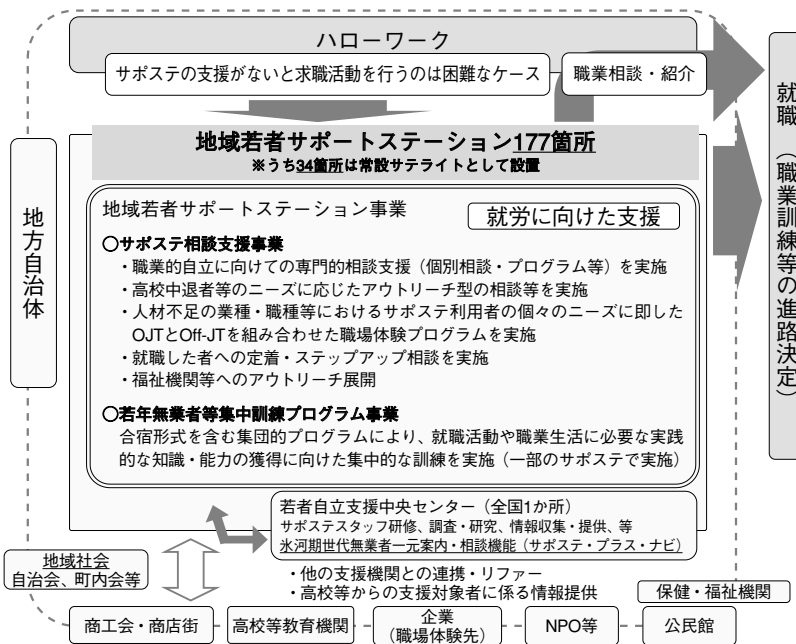 ハローワーク
サポステの支援がないと求職活動を行うのは困難なケース
職業相談・紹介
地域若者サポートステーション177箇所
※うち34箇所は常設サテライトとして設置
地方自治体
就職（職業訓練等の進路決定）
地域若者サポートステーション事業
就労に向けた支援
○サポステ相談支援事業
・職業的自立に向けての専門的相談支援（個別相談・プログラム等）を実施
・高校中退者等のニーズに応じたアウトリーチ型の相談等を実施
・人材不足の業種・職種等におけるサポステ利用者の個々のニーズに即した
OJTとOff-JTを組み合わせた職場体験プログラムを実施
・就職した者への定着・ステップアップ相談を実施
・福祉機関等へのアウトリーチ展開
○若年無業者等集中訓練プログラム事業
合宿形式を含む集団的プログラムにより、就職活動や職業生活に必要な実践
的な知識・能力の獲得に向けた集中的な訓練を実施（一部のサポステで実施）
若者自立支援中央センター（全国1か所）
サポステスタッフ研修、調査・研究、情報収集・提供、等
氷河期世代無業者一元案内・相談機能（サポステ・プラス・ナビ）
地域社会
自治会、町内会等
・他の支援機関との連携・リファー
・高校等からの支援対象者に係る情報提供
保健・福祉機関
商工会・商店街
高校等教育機関
企業
（職場体験先）
NPO等
公民館